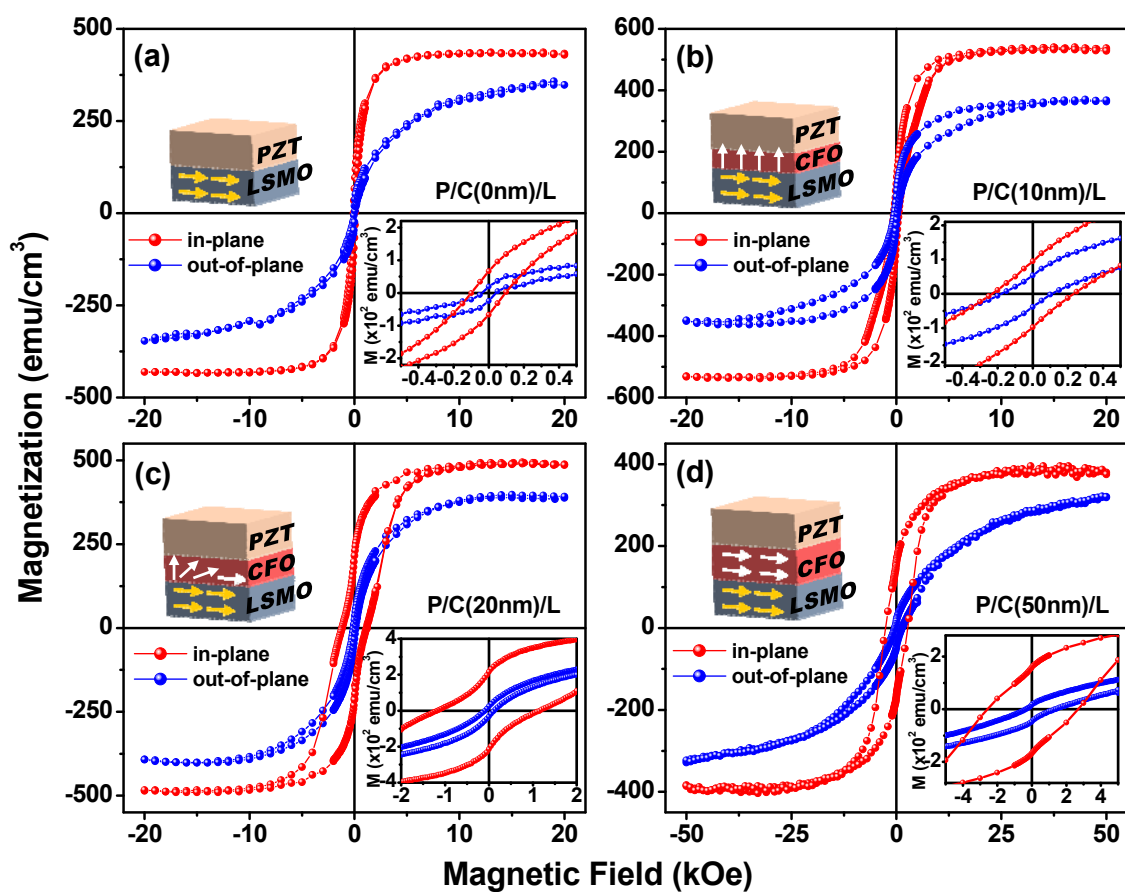 Magnetization (emu/cm³)
(a)
500
250
0
-250
-500
-20 -10 0 10 20
PZT
LSMO
P/C(0nm)/L
in-plane
out-of-plane
M (x10² emu/cm³)
2
1
0
-1
-2
-0.4 -0.2 0.0 0.2 0.4
(b)
600
400
200
0
-200
-400
-600
-20 -10 0 10 20
PZT
CFO
LSMO
P/C(10nm)/L
in-plane
out-of-plane
M (x10² emu/cm³)
2
1
0
-1
-2
-0.4 -0.2 0.0 0.2 0.4
(c)
500
250
0
-250
-500
-20 -10 0 10 20
PZT
CFO
LSMO
P/C(20nm)/L
in-plane
out-of-plane
M (x10² emu/cm³)
4
2
0
-2
-4
-2 -1 0 1 2
(d)
400
200
0
-200
-400
-50 -25 0 25 50
PZT
CFO
LSMO
P/C(50nm)/L
in-plane
out-of-plane
M (x10² emu/cm³)
2
0
-2
-4 -2 0 2 4
Magnetic Field (kOe)